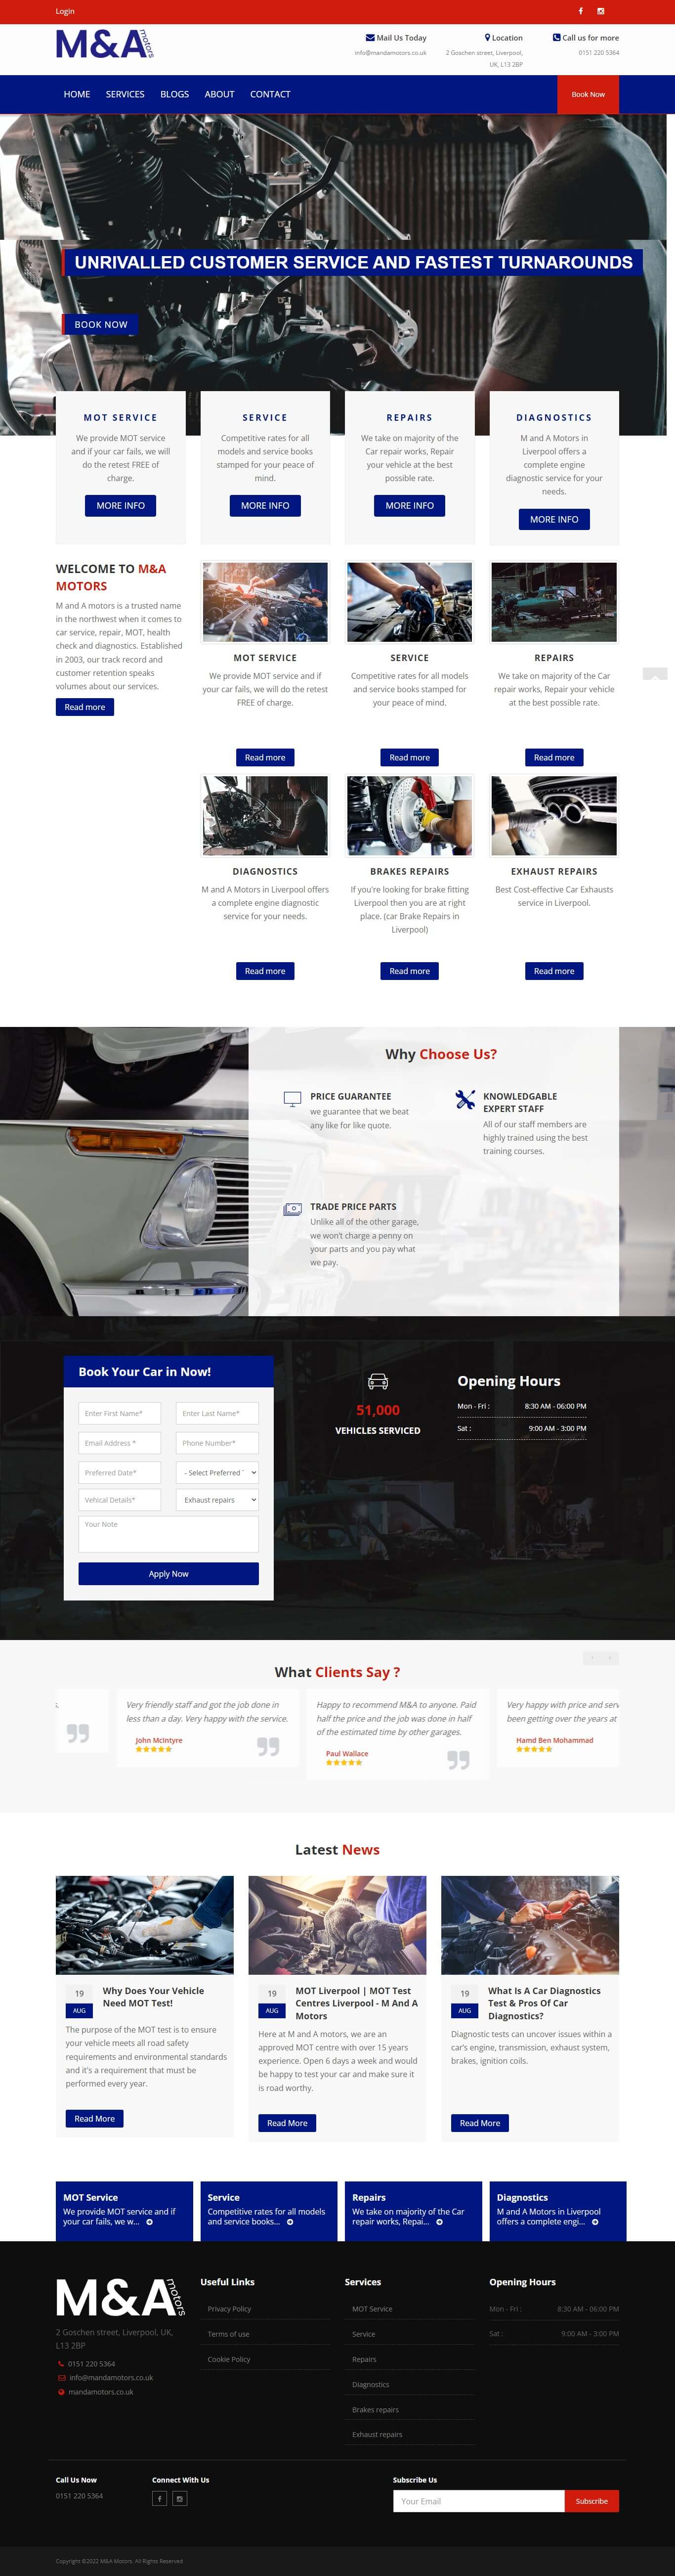 Login
M&A motors
Mail Us Today
info@mandamotors.co.uk
Location
2 Goschen street, Liverpool,
UK, L13 2BP
Call us for more
0151 220 5364
HOME SERVICES BLOGS ABOUT CONTACT
Book Now
UNRIVALLED CUSTOMER SERVICE AND FASTEST TURNAROUNDS
BOOK NOW
MOT SERVICE
We provide MOT service
and if your car fails, we will
do the retest FREE of
charge.
MORE INFO
SERVICE
Competitive rates for all
models and service books
stamped for your peace of
mind.
MORE INFO
REPAIRS
We take on majority of the
Car repair works, Repair
your vehicle at the best
possible rate.
MORE INFO
DIAGNOSTICS
M and A Motors in
Liverpool offers a
complete engine
diagnostic service for your
needs.
MORE INFO
WELCOME TO M&A
MOTORS
M and A motors is a trusted name
in the northwest when it comes to
car service, repair, MOT, health
check and diagnostics. Established
in 2003, our track record and
customer retention speaks
volumes about our services.
Read more
MOT SERVICE
We provide MOT service and if
your car fails, we will do the retest
FREE of charge.
Read more
SERVICE
Competitive rates for all models
and service books stamped for
your peace of mind.
Read more
REPAIRS
We take on majority of the Car
repair works, Repair your vehicle
at the best possible rate.
Read more
DIAGNOSTICS
M and A Motors in Liverpool offers
a complete engine diagnostic
service for your needs.
Read more
BRAKES REPAIRS
If you're looking for brake fitting
Liverpool then you are at right
place. (car Brake Repairs in
Liverpool)
Read more
EXHAUST REPAIRS
Best Cost-effective Car Exhausts
service in Liverpool.
Read more
Why Choose Us?
PRICE GUARANTEE
we guarantee that we beat
any like for like quote.
KNOWLEDGABLE
EXPERT STAFF
All of our staff members are
highly trained using the best
training courses.
TRADE PRICE PARTS
Unlike all of the other garage,
we won't charge a penny on
your parts and you pay what
we pay.
Book Your Car in Now!
Enter First Name*
Enter Last Name*
Email Address *
Phone Number*
Preferred Date*
- Select Preferred T
Vehical Details*
Exhaust repairs
Your Note
Apply Now
51,000
VEHICLES SERVICED
Opening Hours
Mon - Fri : 8:30 AM - 06:00 PM
Sat : 9:00 AM - 3:00 PM
What Clients Say ?
s.
Very friendly staff and got the job done in
less than a day. Very happy with the service.
John McIntyre
Happy to recommend M&A to anyone. Paid
half the price and the job was done in half
of the estimated time by other garages.
Paul Wallace
Very happy with price and serv
been getting over the years at
Hamd Ben Mohammad
Latest News
19
AUG
Why Does Your Vehicle
Need MOT Test!
The purpose of the MOT test is to ensure
your vehicle meets all road safety
requirements and environmental standards
and it's a requirement that must be
performed every year.
Read More
19
AUG
MOT Liverpool | MOT Test
Centres Liverpool - M And A
Motors
Here at M and A motors, we are an
approved MOT centre with over 15 years
experience. Open 6 days a week and would
be happy to test your car and make sure it
is road worthy.
Read More
19
AUG
What Is A Car Diagnostics
Test & Pros Of Car
Diagnostics?
Diagnostic tests can uncover issues within a
car's engine, transmission, exhaust system,
brakes, ignition coils.
Read More
MOT Service
We provide MOT service and if
your car fails, we w...
Service
Competitive rates for all models
and service books...
Repairs
We take on majority of the Car
repair works, Repai...
Diagnostics
M and A Motors in Liverpool
offers a complete engi...
M&A motors
2 Goschen street, Liverpool, UK,
L13 2BP
0151 220 5364
info@mandamotors.co.uk
mandamotors.co.uk
Useful Links
Privacy Policy
Terms of use
Cookie Policy
Services
MOT Service
Service
Repairs
Diagnostics
Brakes repairs
Exhaust repairs
Opening Hours
Mon - Fri : 8:30 AM - 06:00 PM
Sat : 9:00 AM - 3:00 PM
Call Us Now
0151 220 5364
Connect With Us
Subscribe Us
Your Email
Subscribe
Copyright ©2022 M&A Motors. All Rights Reserved